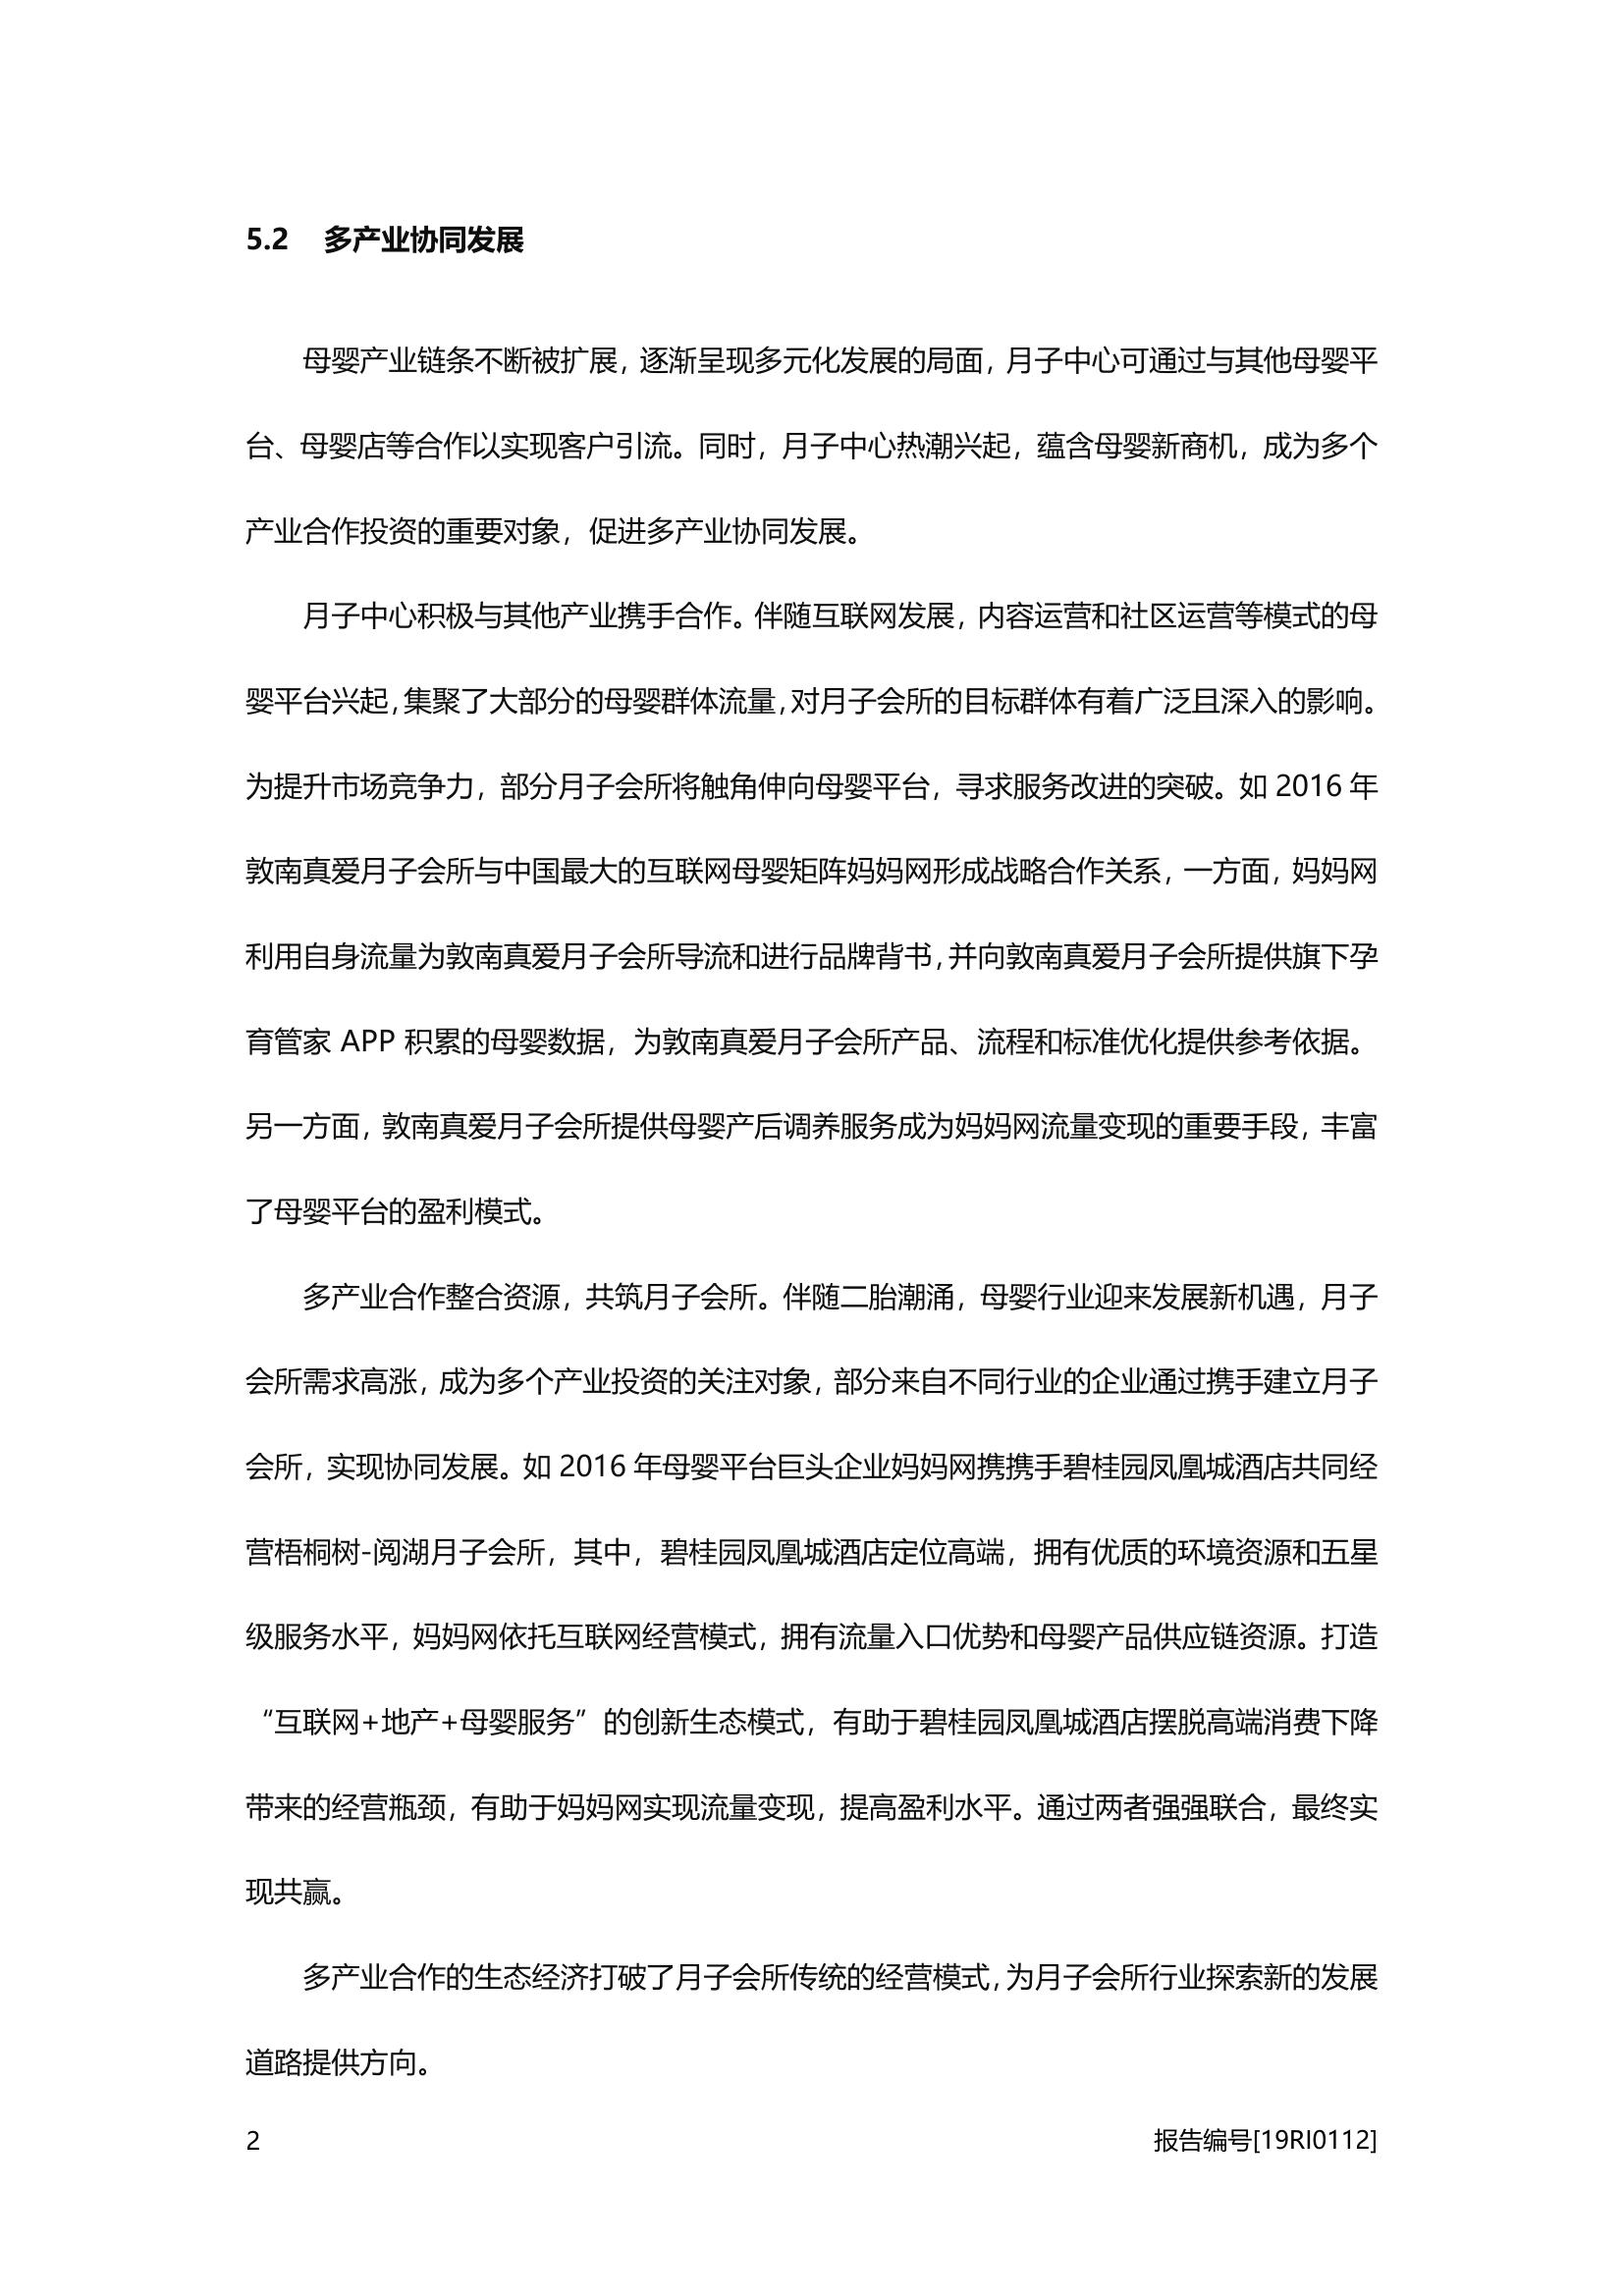 5.2 多产业协同发展
母婴产业链条不断被扩展，逐渐呈现多元化发展的局面，月子中心可通过与其他母婴平
台、母婴店等合作以实现客户引流。同时，月子中心热潮兴起，蕴含母婴新商机，成为多个
产业合作投资的重要对象，促进多产业协同发展。
月子中心积极与其他产业携手合作。伴随互联网发展，内容运营和社区运营等模式的母
婴平台兴起，集聚了大部分的母婴群体流量，对月子会所的目标群体有着广泛且深入的影响。
为提升市场竞争力，部分月子会所将触角伸向母婴平台，寻求服务改进的突破。如 2016 年
敦南真爱月子会所与中国最大的互联网母婴矩阵妈妈网形成战略合作关系，一方面，妈妈网
利用自身流量为敦南真爱月子会所导流和进行品牌背书，并向敦南真爱月子会所提供旗下孕
育管家 APP 积累的母婴数据，为敦南真爱月子会所产品、流程和标准优化提供参考依据。
另一方面，敦南真爱月子会所提供母婴产后调养服务成为妈妈网流量变现的重要手段，丰富
了母婴平台的盈利模式。
多产业合作整合资源，共筑月子会所。伴随二胎潮涌，母婴行业迎来发展新机遇，月子
会所需求高涨，成为多个产业投资的关注对象，部分来自不同行业的企业通过携手建立月子
会所，实现协同发展。如 2016 年母婴平台巨头企业妈妈网携携手碧桂园凤凰城酒店共同经
营梧桐树-阅湖月子会所，其中，碧桂园凤凰城酒店定位高端，拥有优质的环境资源和五星
级服务水平，妈妈网依托互联网经营模式，拥有流量入口优势和母婴产品供应链资源。打造
“互联网+地产+母婴服务”的创新生态模式，有助于碧桂园凤凰城酒店摆脱高端消费下降
带来的经营瓶颈，有助于妈妈网实现流量变现，提高盈利水平。通过两者强强联合，最终实
现共赢。
多产业合作的生态经济打破了月子会所传统的经营模式，为月子会所行业探索新的发展
道路提供方向。
2 报告编号[19RI0112]